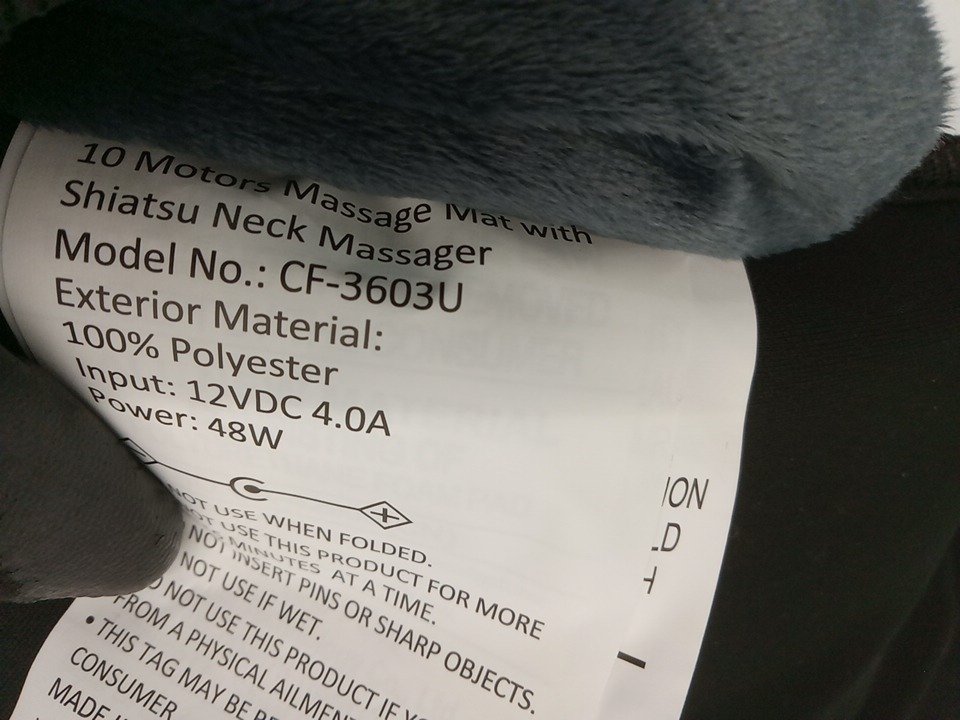 10 Motors Massage Mat with
Shiatsu Neck Massager
Model No.: CF-3603U
Exterior Material:
100% Polyester
Input: 12VDC 4.0A
Power: 48W
NOT USE WHEN FOLDED.
NOT USE THIS PRODUCT FOR MORE
MINUTES AT A TIME.
NOT INSERT PINS OR SHARP OBJECTS.
NOT USE IF WET.
NOT USE THIS PRODUCT IF
FROM A PHYSICAL
• THIS TAG MAY BE
CONSUMER
MADE